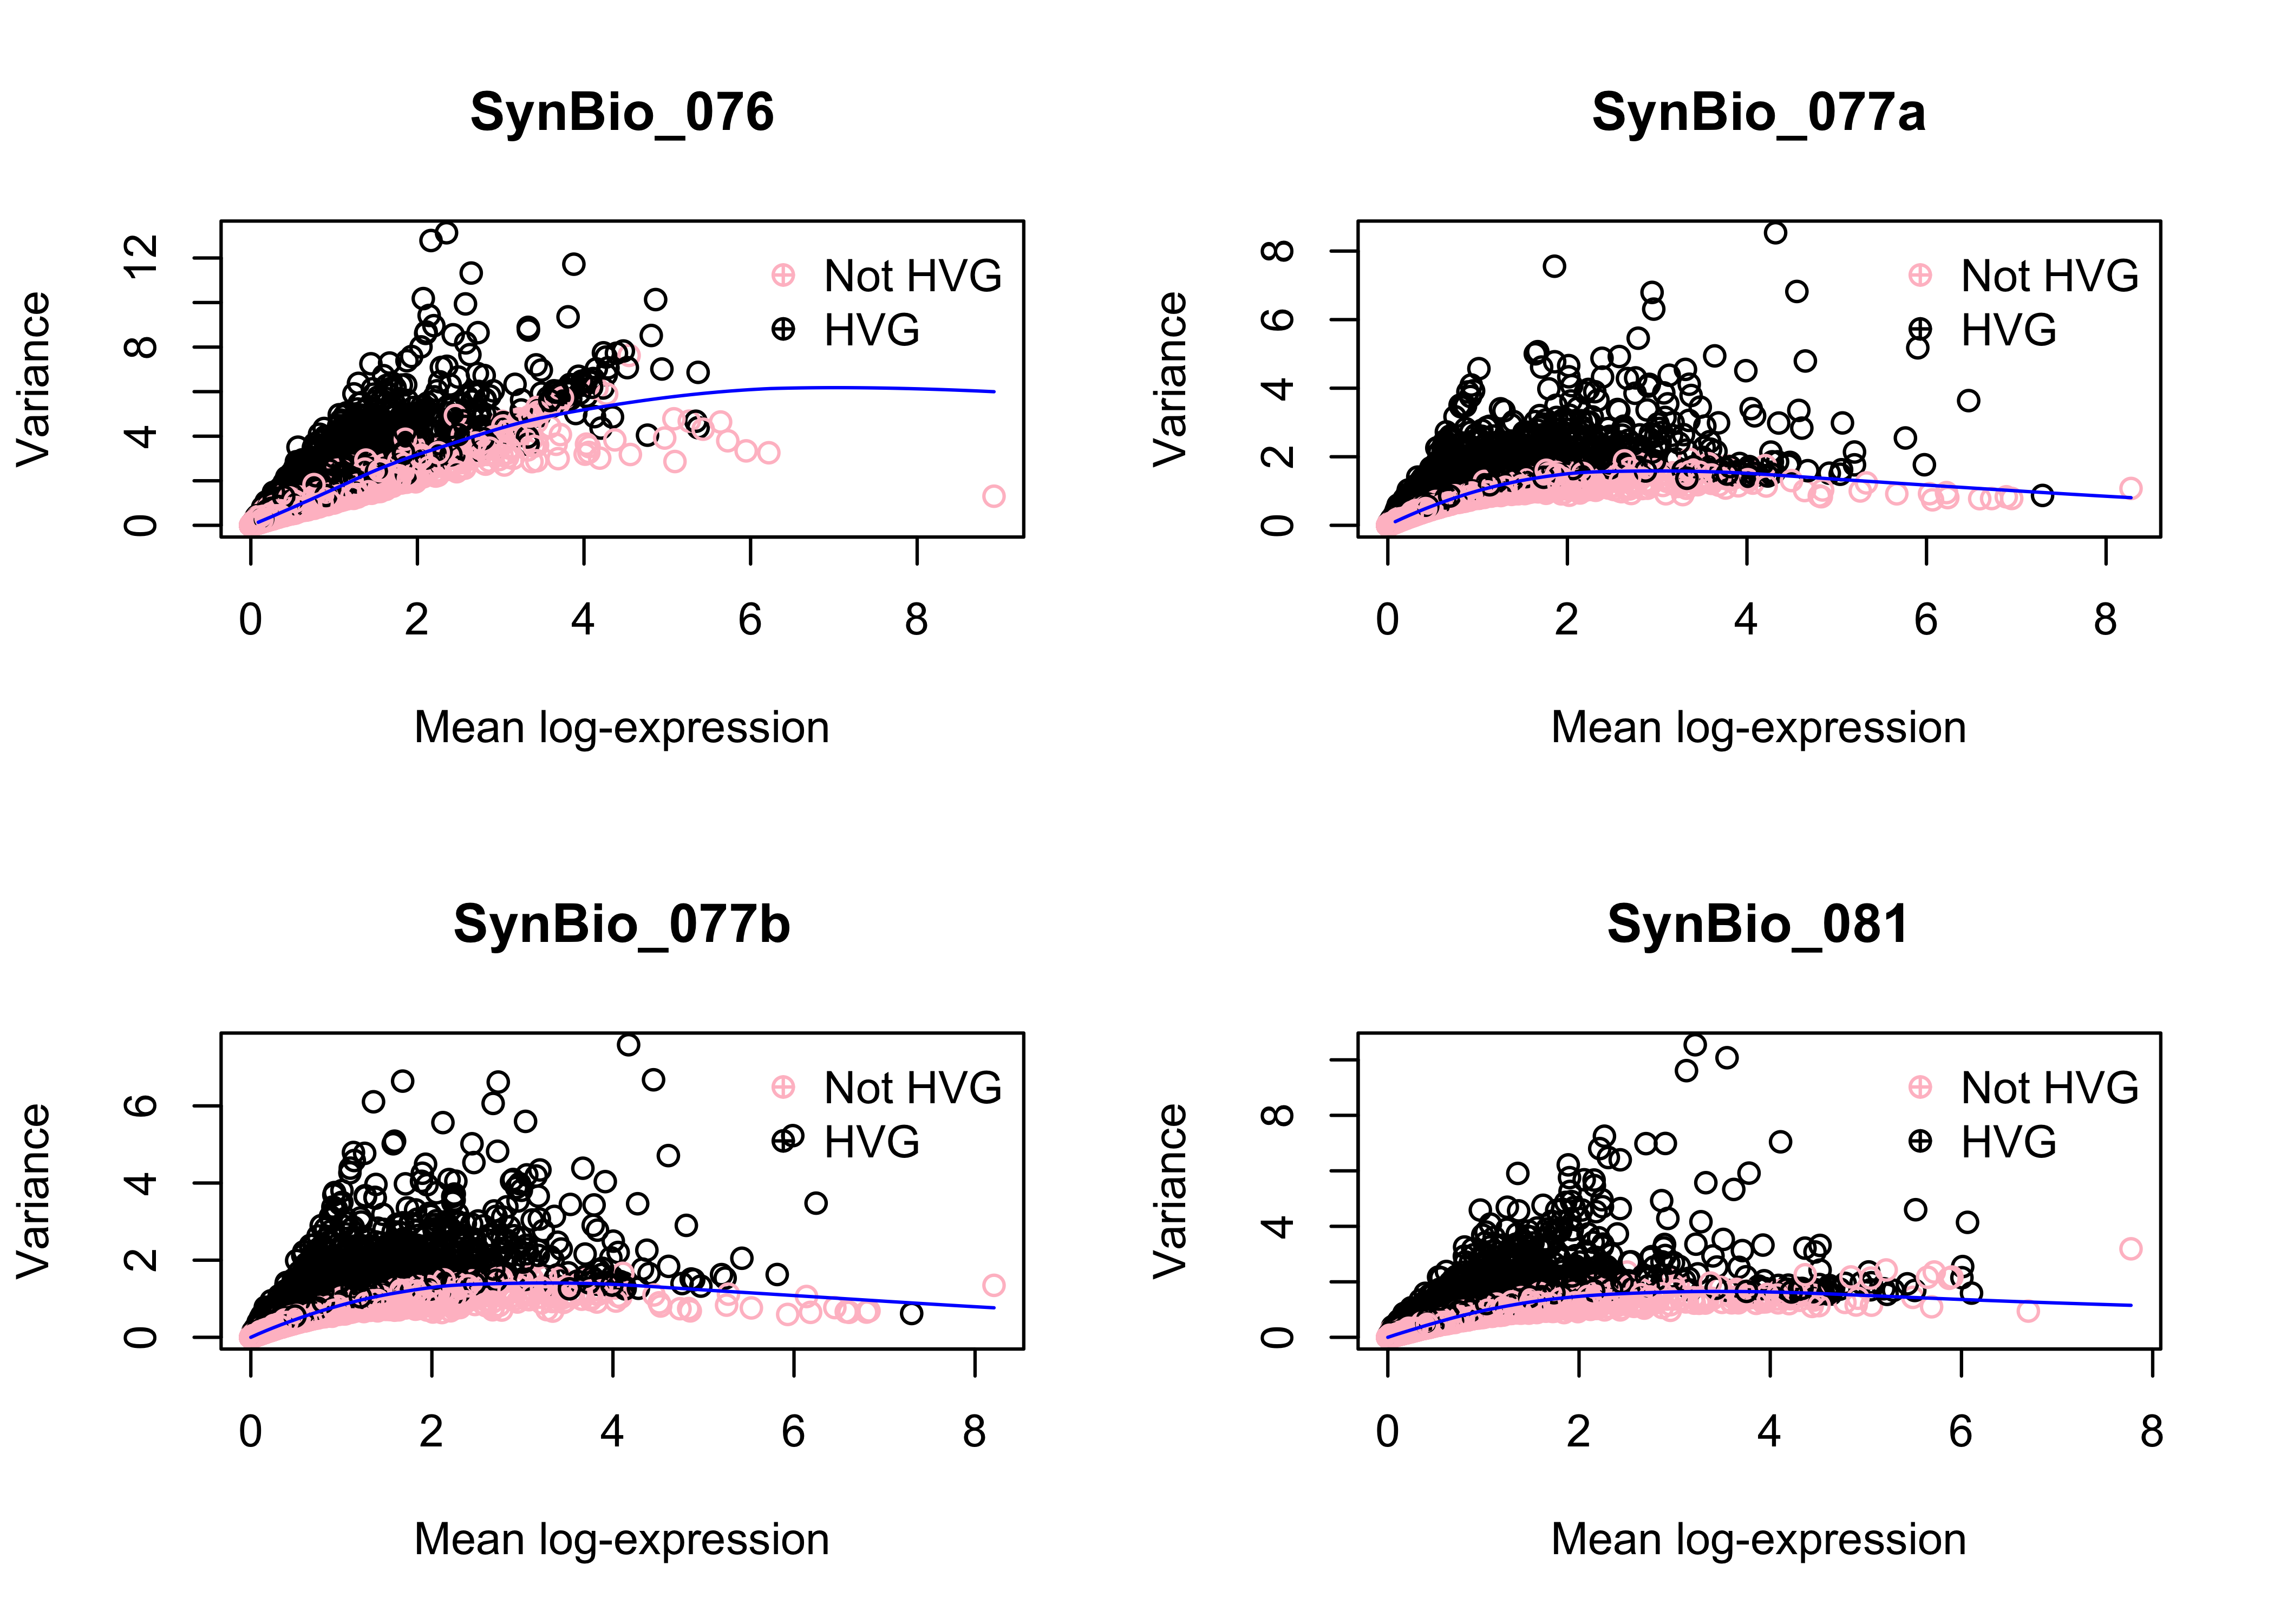 SynBio_076
Variance
12
8
4
0
Not HVG
HVG
0 2 4 6 8
Mean log-expression
SynBio_077a
Variance
8
6
4
2
0
Not HVG
HVG
0 2 4 6 8
Mean log-expression
SynBio_077b
Variance
6
4
2
0
Not HVG
HVG
0 2 4 6 8
Mean log-expression
SynBio_081
Variance
8
4
0
Not HVG
HVG
0 2 4 6 8
Mean log-expression